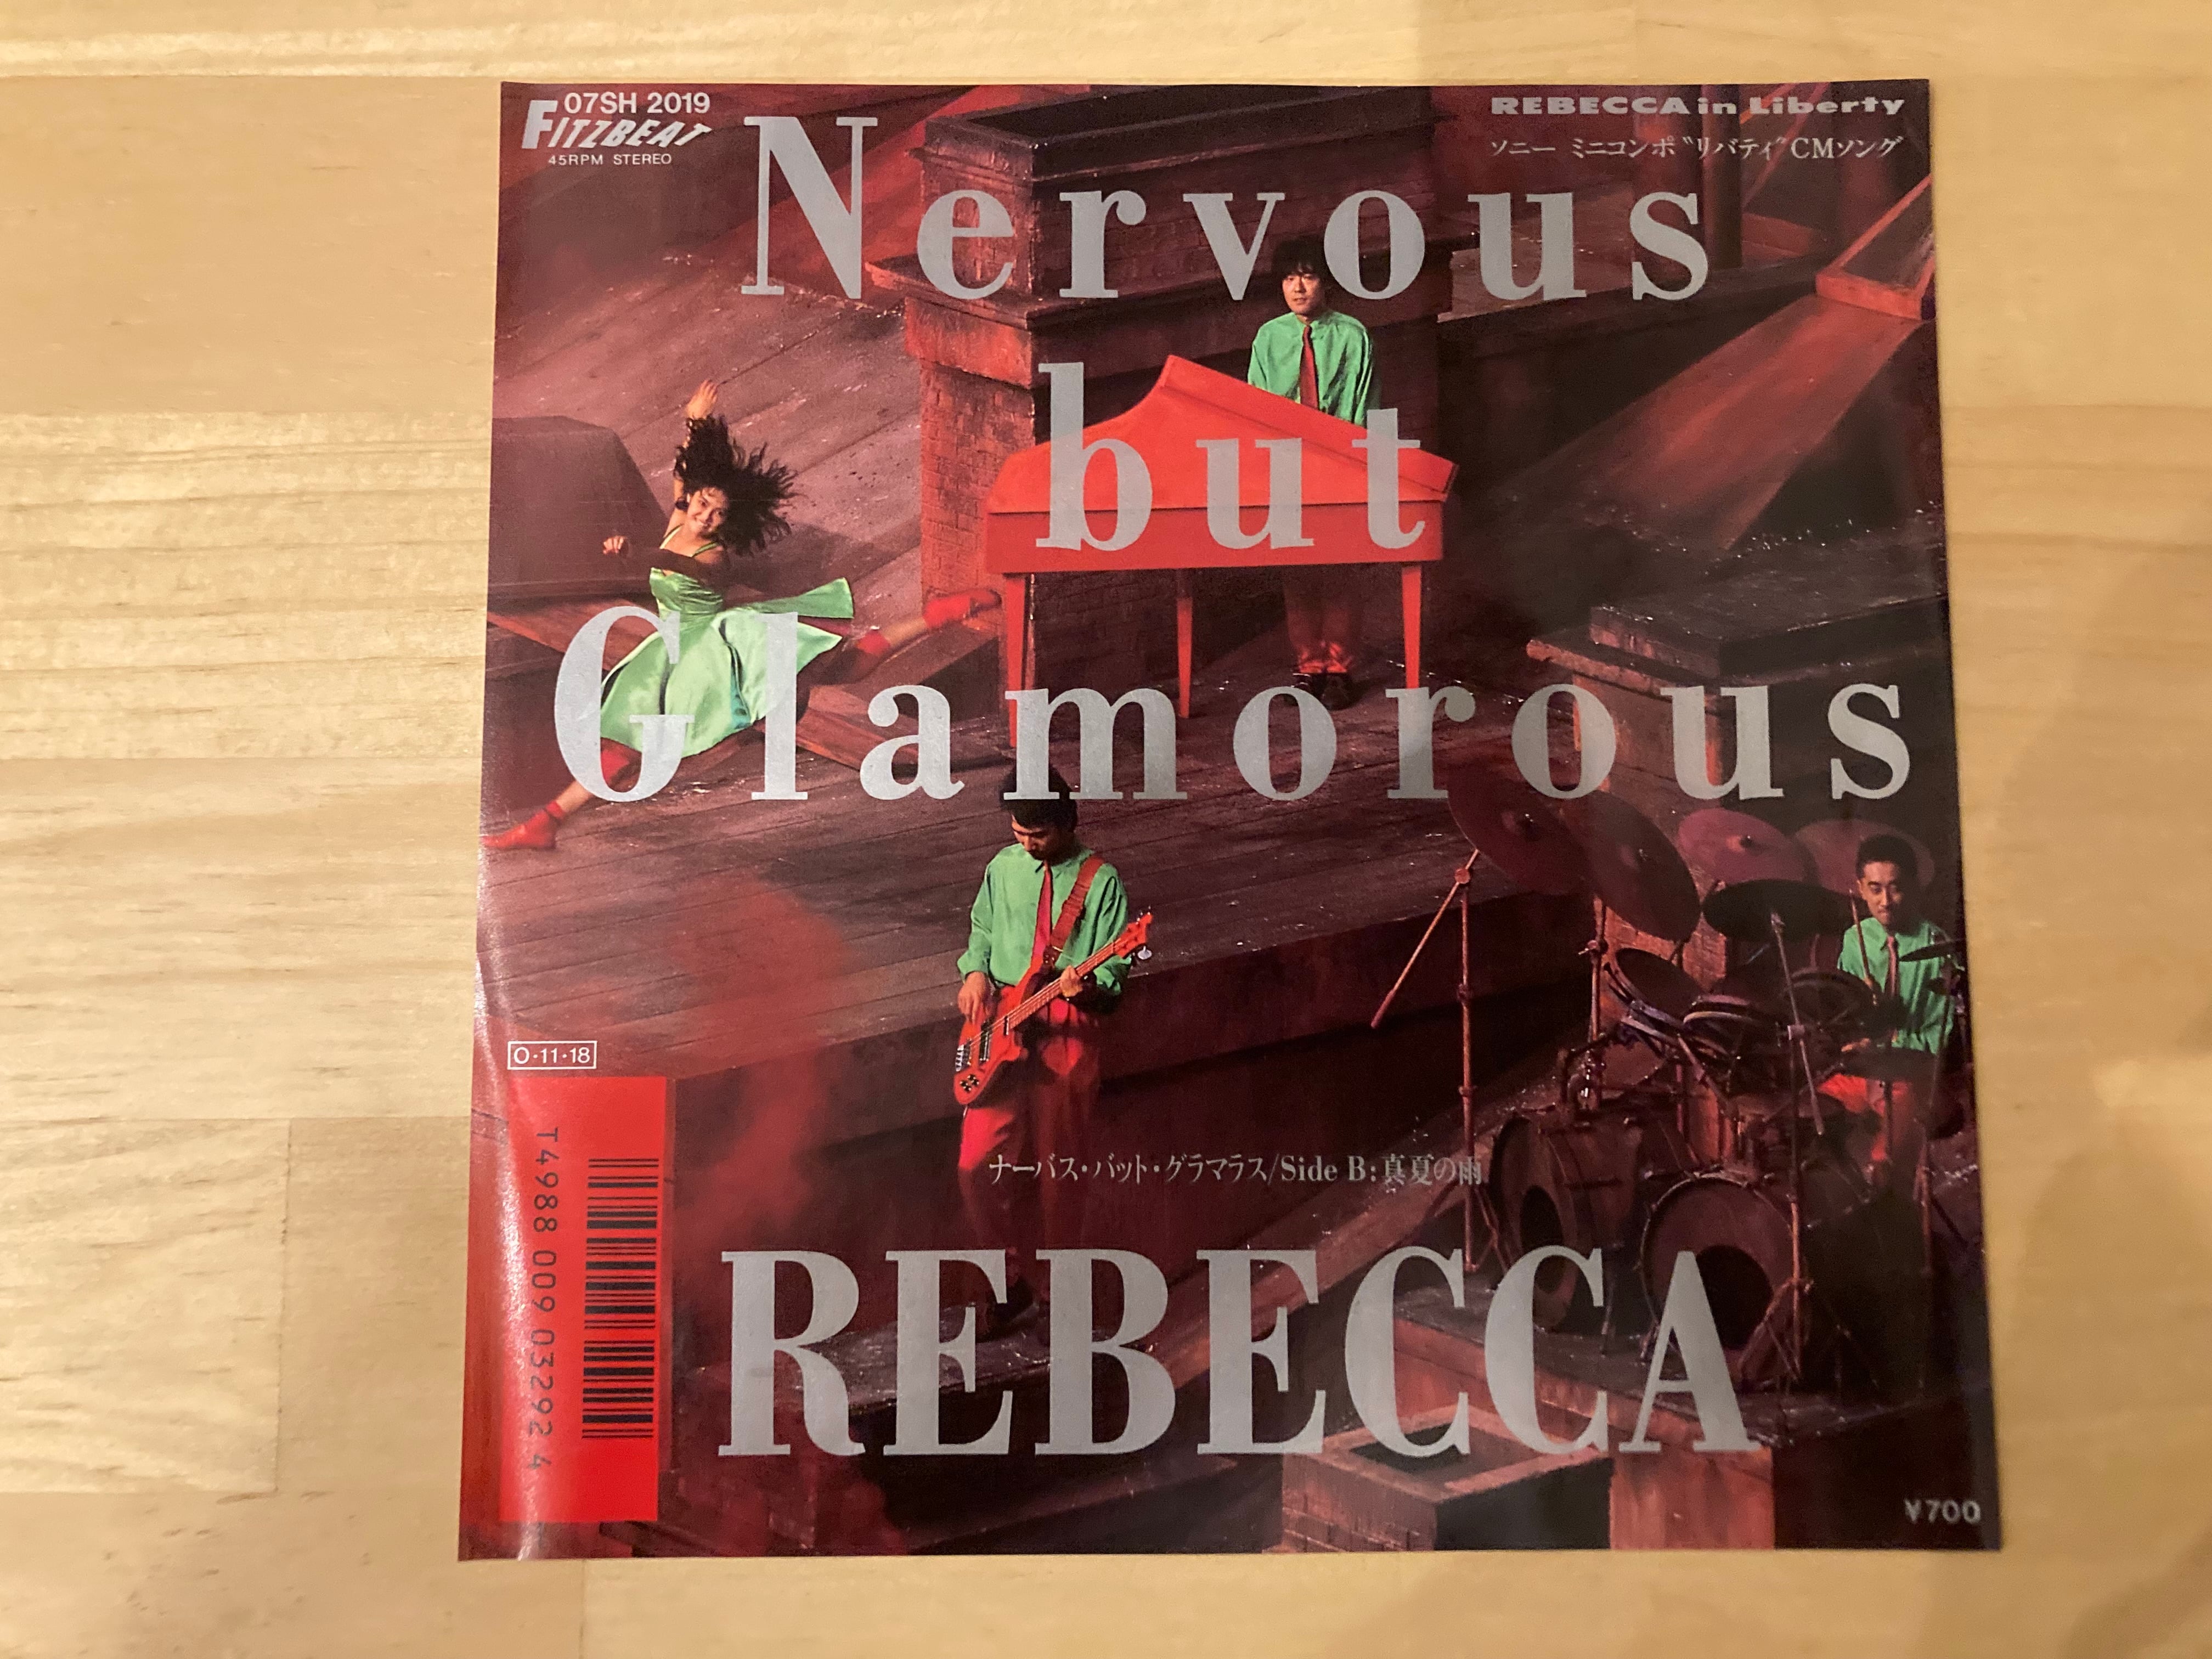 07SH 2019
FITZBEAT
45RPM STEREO
REBECCA in Liberty
ソニー ミニコンポ“リバティ”CMソング
Nervous
but
Glamorous
O・11・18
T4988 009 032924
ナーバス・バット・グラマラス/Side B:真夏の雨
REBECCA
¥700